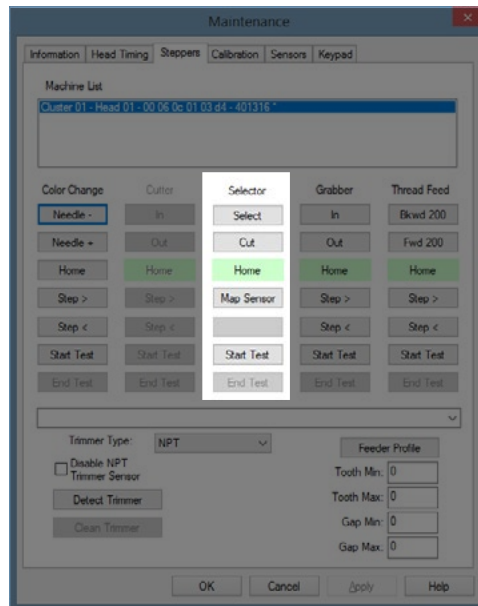 Maintenance
Information Head Timing Steppers Calibration Sensors Keypad
Machine List
Cluster 01 - Head 01 - 00 06 0c 01 03 d4 - 401316 *
Color Change Cutter Selector Grabber Thread Feed
Needle - In Select In Bkwd 200
Needle + Out Cut Out Fwd 200
Home Home Home Home Home
Step > Step > Map Sensor Step > Step >
Step < Step < Step < Step <
Start Test Start Test Start Test Start Test Start Test
End Test End Test End Test End Test End Test
Trimmer Type: NPT Feeder Profile
Disable NPT
Trimmer Sensor
Tooth Min: 0
Detect Trimmer Tooth Max: 0
Clean Trimmer Gap Min: 0
Gap Max: 0
OK Cancel Apply Help